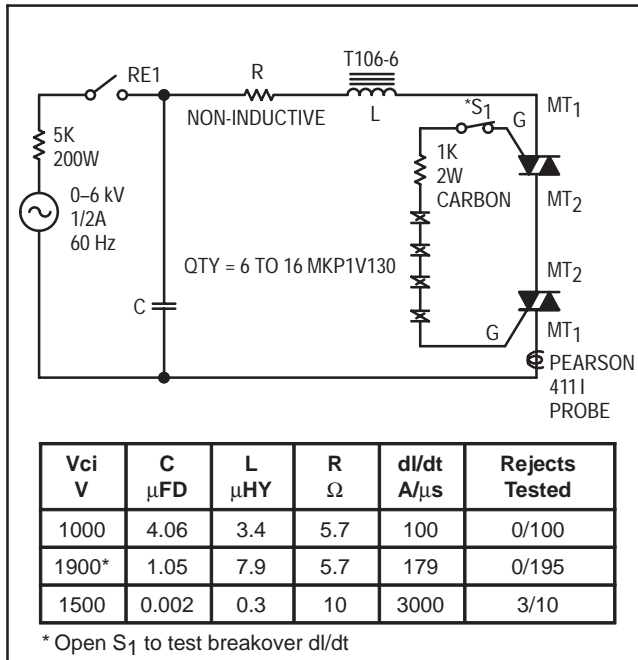 T106-6
RE1
R
L
NON-INDUCTIVE
*S1
G
MT1
5K
200W
1K
2W
CARBON
0–6 kV
1/2A
60 Hz
MT2
QTY = 6 TO 16 MKP1V130
MT2
C
G
MT1
PEARSON
411 I
PROBE
Vci
V
C
µFD
L
µHY
R
Ω
dI/dt
A/µs
Rejects
Tested
1000 4.06 3.4 5.7 100 0/100
1900* 1.05 7.9 5.7 179 0/195
1500 0.002 0.3 10 3000 3/10
* Open S1 to test breakover dI/dt